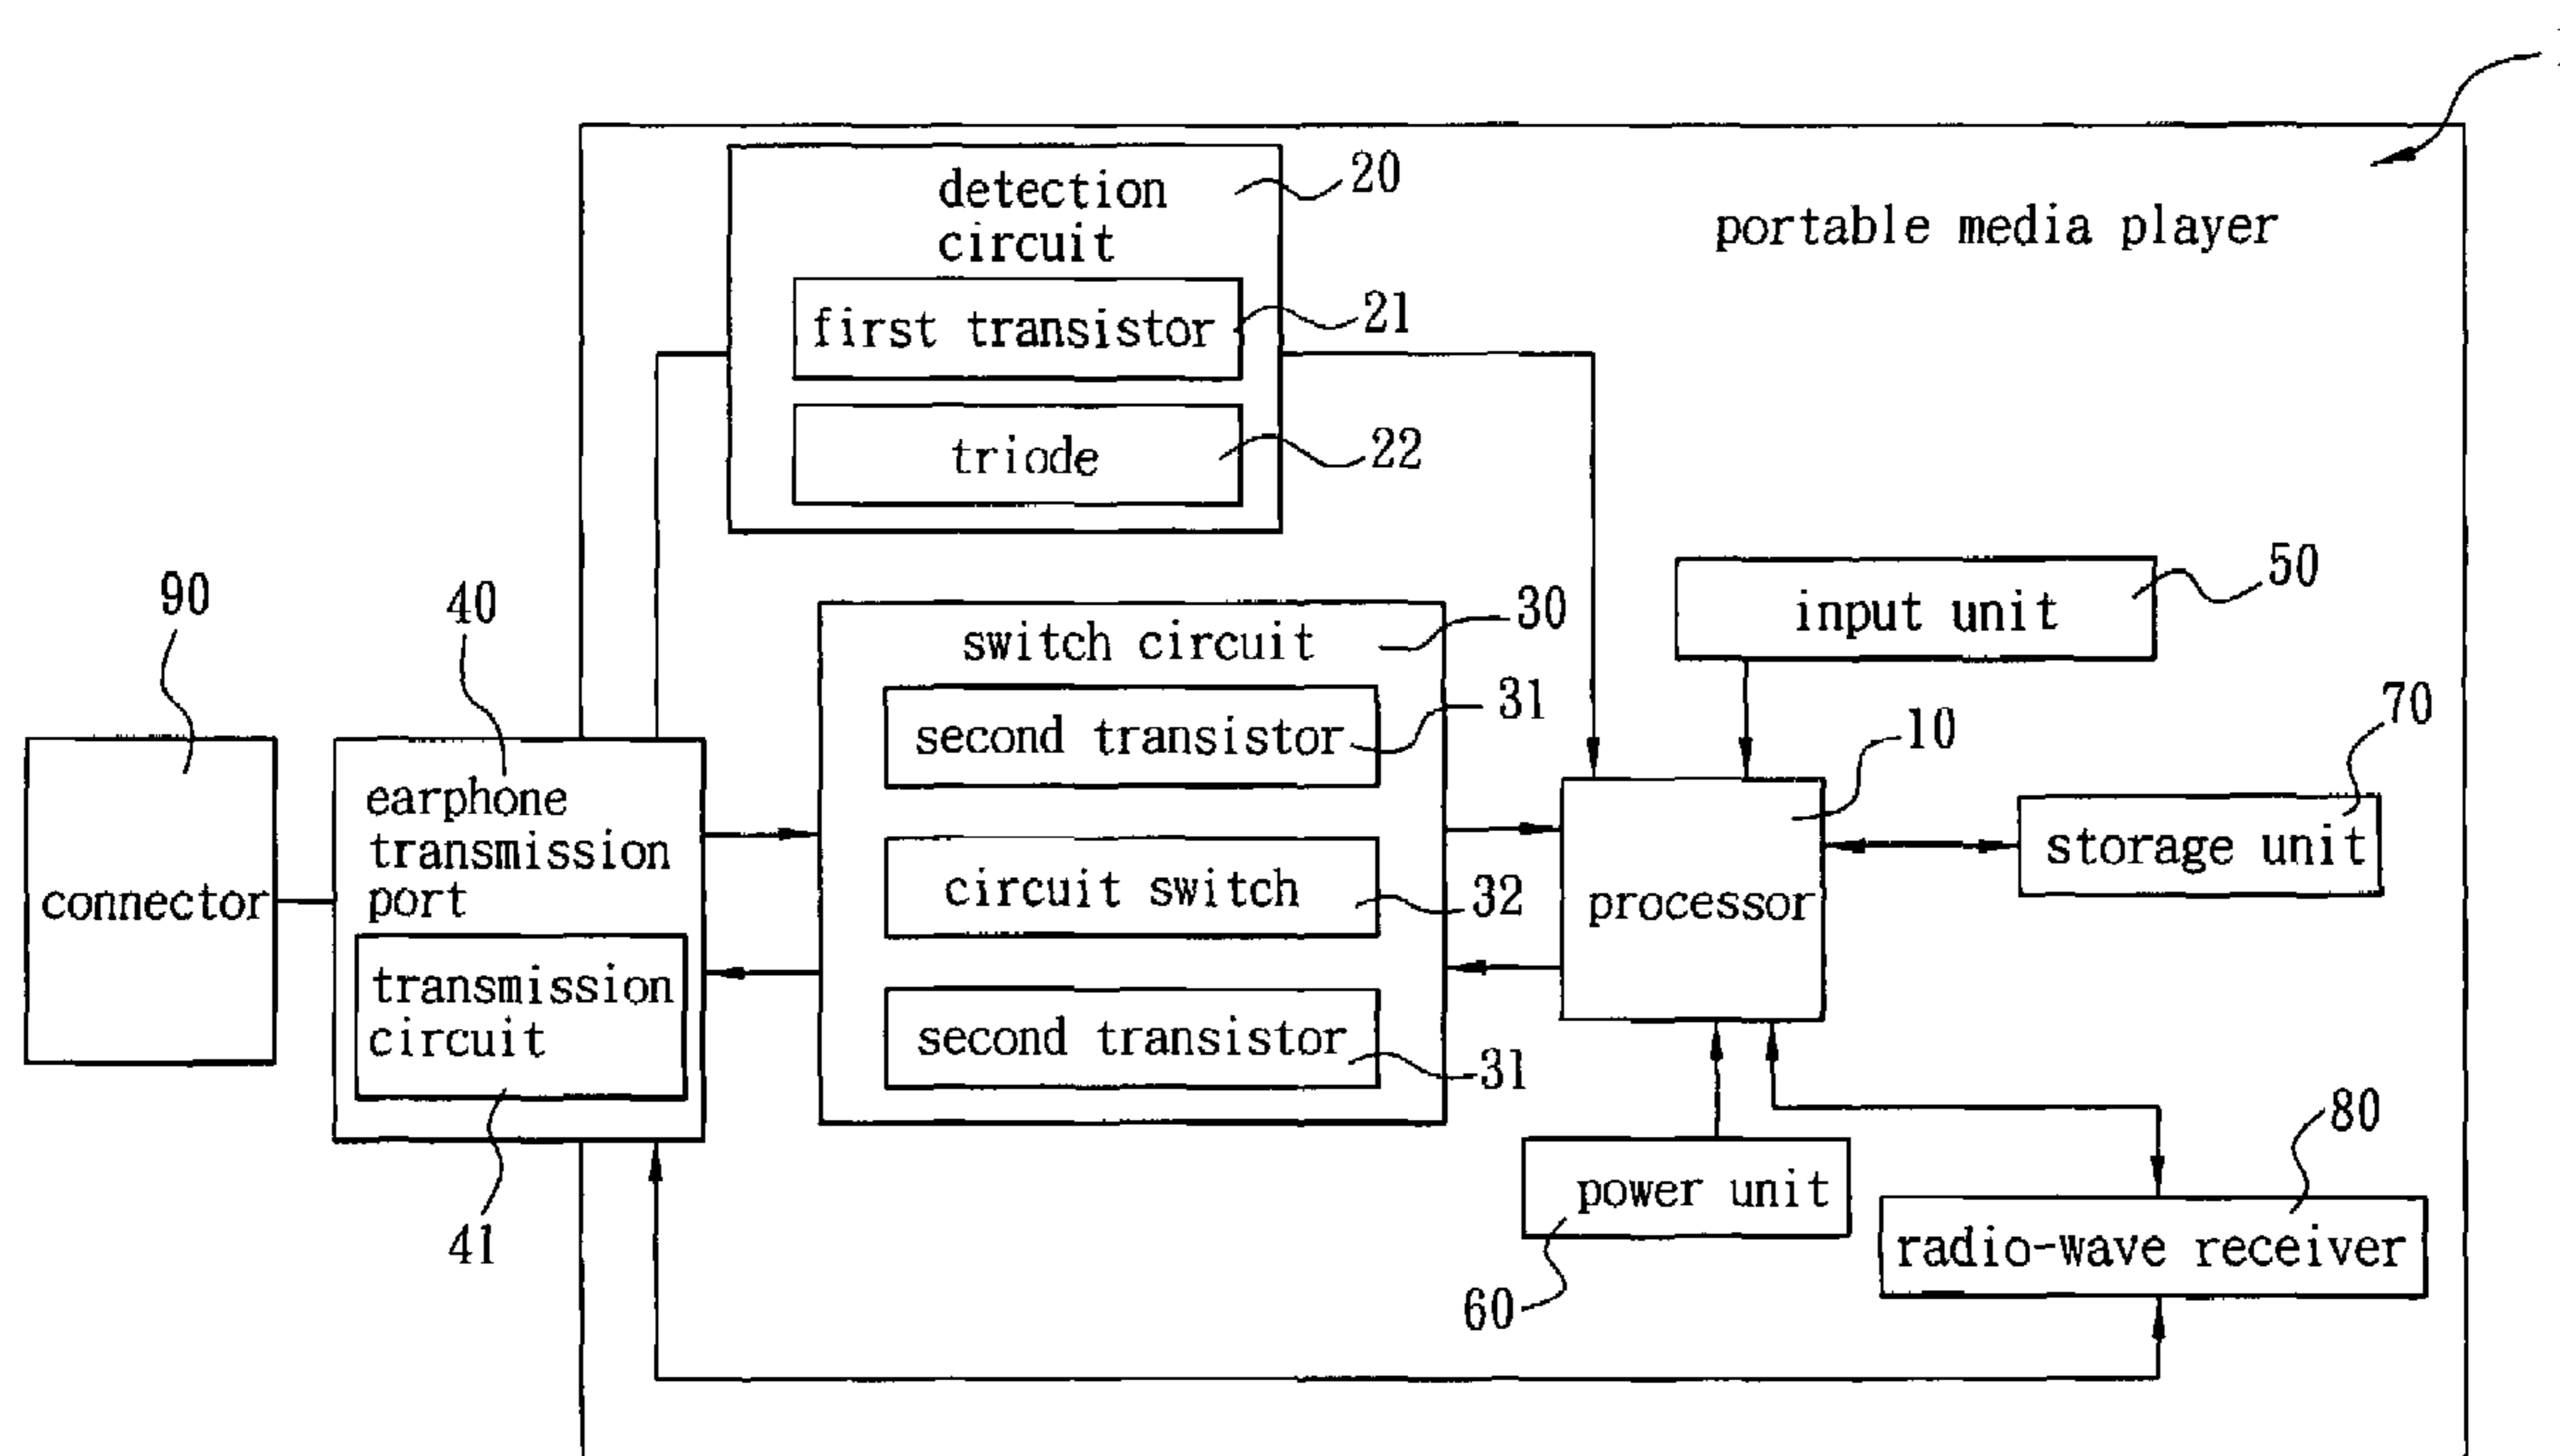 20
detection
circuit
portable media player
first transistor
21
triode
22
90
40
30
50
switch circuit
input unit
second transistor
31
70
10
earphone
transmission
port
connector
circuit switch
32
processor
storage unit
transmission
circuit
second transistor
31
41
power unit
60
80
radio-wave receiver